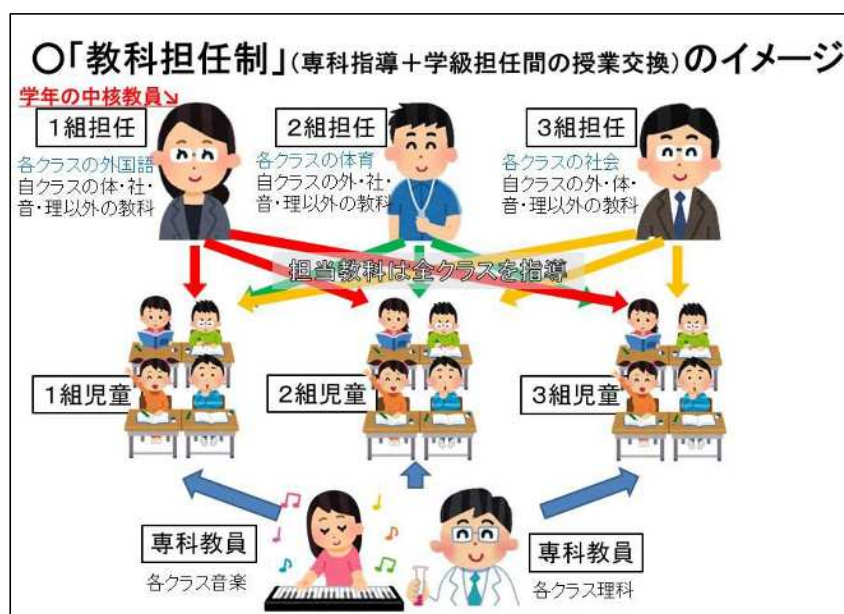 〇「教科担任制」(専科指導＋学級担任間の授業交換)のイメージ
学年の中核教員↘
1組担任
各クラスの外国語
自クラスの体・社・
音・理以外の教科
2組担任
各クラスの体育
自クラスの外・社・
音・理以外の教科
3組担任
各クラスの社会
自クラスの外・体・
音・理以外の教科
担当教科は全クラスを指導
1組児童
2組児童
3組児童
専科教員
各クラス音楽
専科教員
各クラス理科